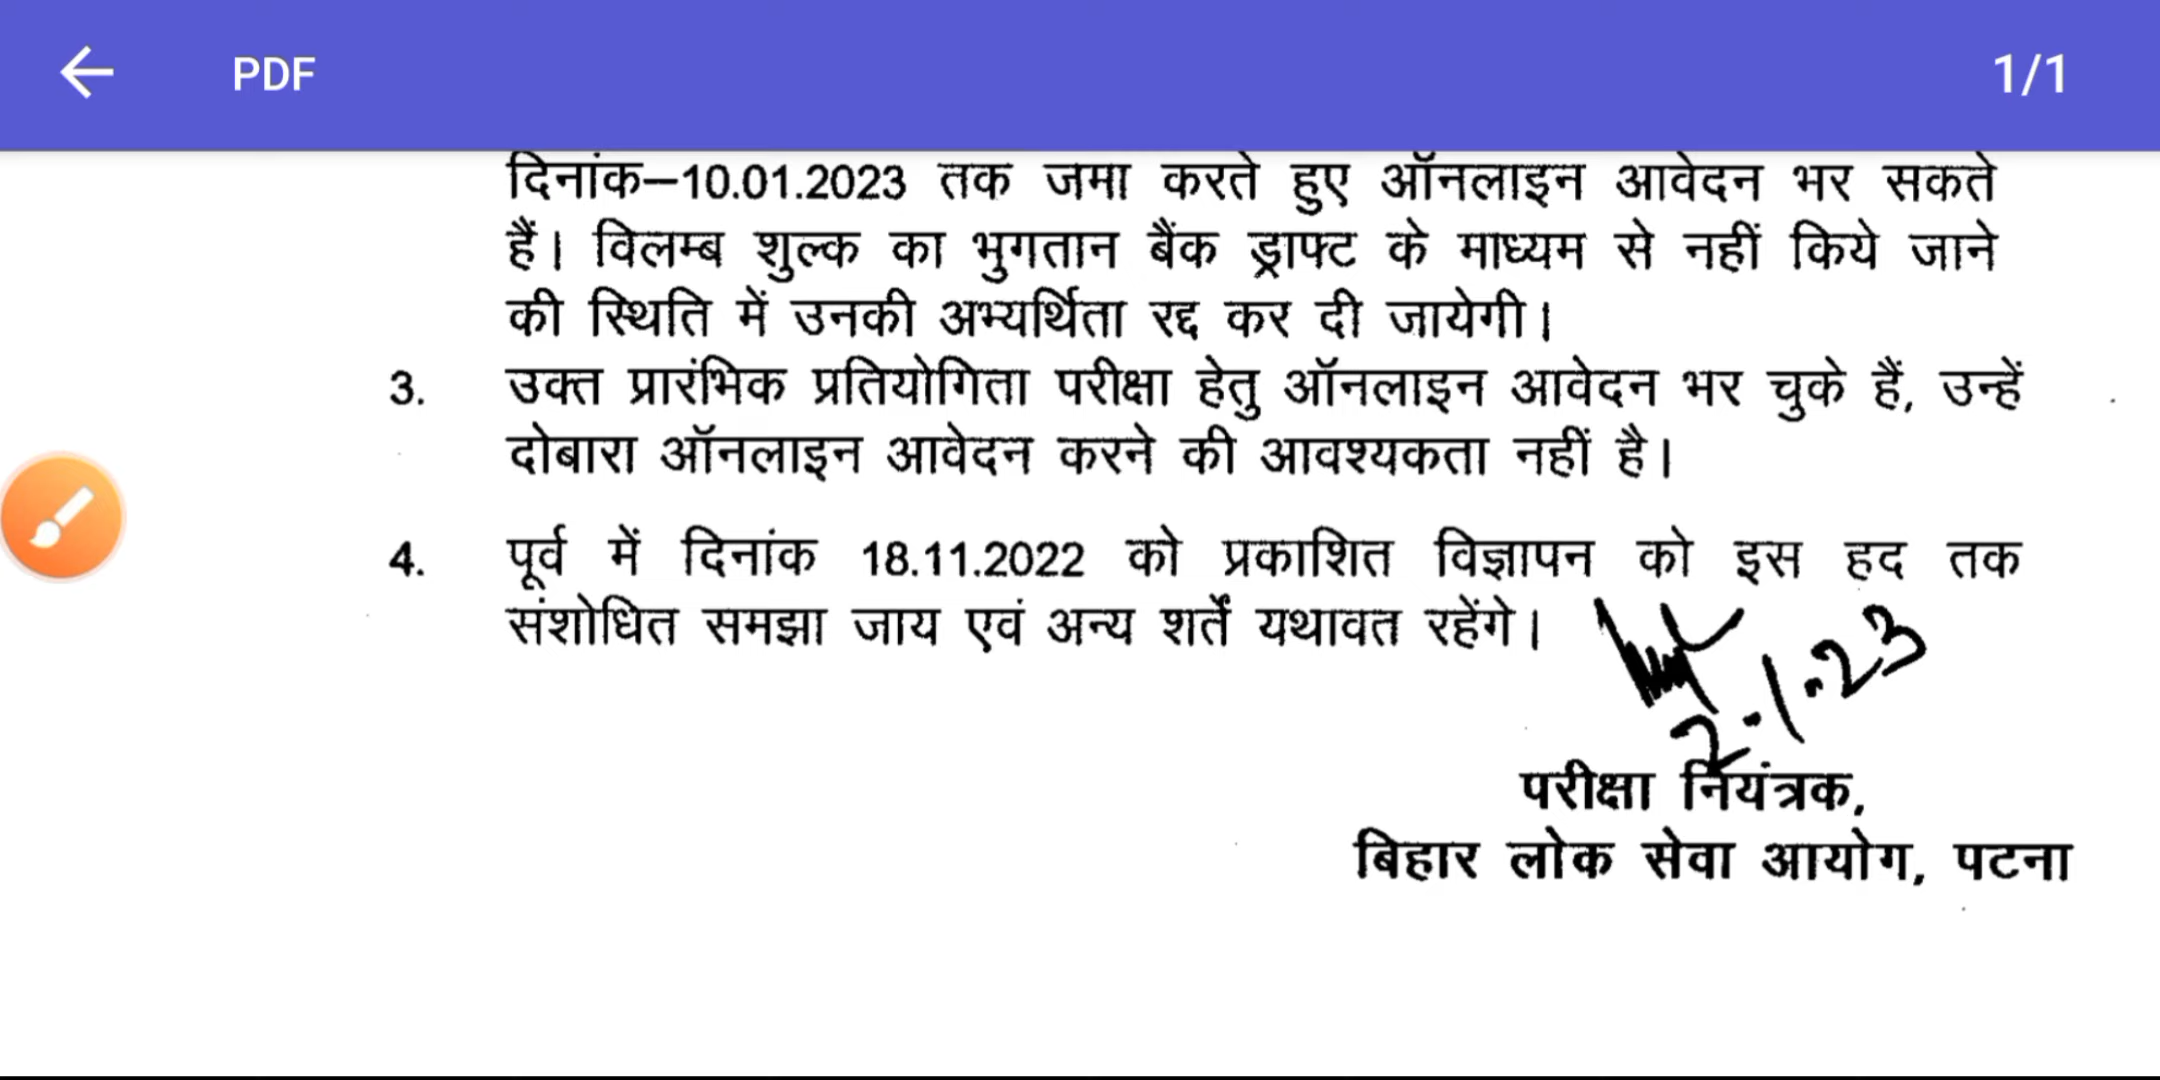 PDF
1/1
दिनांक–10.01.2023 तक जमा करते हुए ऑनलाइन आवेदन भर सकते
हैं। विलम्ब शुल्क का भुगतान बैंक ड्राफ्ट के माध्यम से नहीं किये जाने
की स्थिति में उनकी अभ्यर्थिता रद्द कर दी जायेगी।
3. उक्त प्रारंभिक प्रतियोगिता परीक्षा हेतु ऑनलाइन आवेदन भर चुके हैं, उन्हें
दोबारा ऑनलाइन आवेदन करने की आवश्यकता नहीं है।
4. पूर्व में दिनांक 18.11.2022 को प्रकाशित विज्ञापन को इस हद तक
संशोधित समझा जाय एवं अन्य शर्तें यथावत रहेंगे।
2.1.23
परीक्षा नियंत्रक,
बिहार लोक सेवा आयोग, पटना